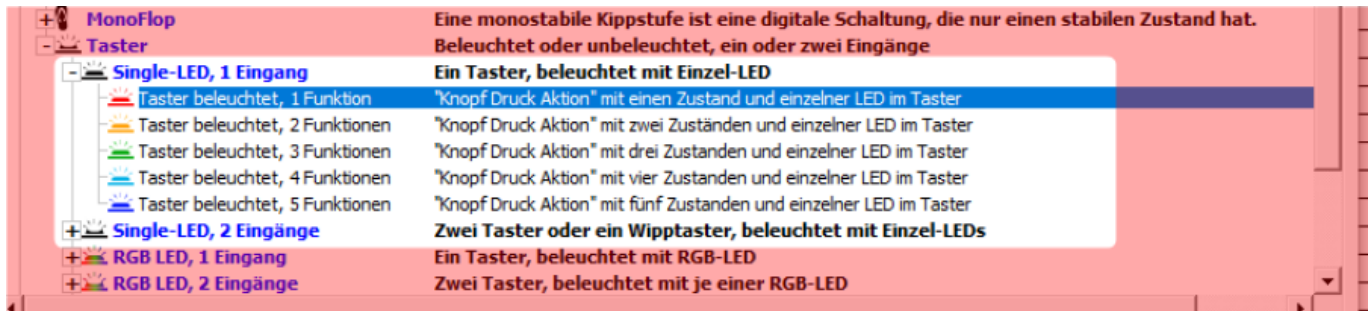 MonoFlop Eine monostabile Kippstufe ist eine digitale Schaltung, die nur einen stabilen Zustand hat.
Taster Beleuchtet oder unbeleuchtet, ein oder zwei Eingänge
Single-LED, 1 Eingang Ein Taster, beleuchtet mit Einzel-LED
Taster beleuchtet, 1 Funktion "Knopf Druck Aktion" mit einen Zustand und einzelner LED im Taster
Taster beleuchtet, 2 Funktionen "Knopf Druck Aktion" mit zwei Zuständen und einzelner LED im Taster
Taster beleuchtet, 3 Funktionen "Knopf Druck Aktion" mit drei Zustanden und einzelner LED im Taster
Taster beleuchtet, 4 Funktionen "Knopf Druck Aktion" mit vier Zustanden und einzelner LED im Taster
Taster beleuchtet, 5 Funktionen "Knopf Druck Aktion" mit fünf Zustanden und einzelner LED im Taster
Single-LED, 2 Eingänge Zwei Taster oder ein Wipptaster, beleuchtet mit Einzel-LEDs
RGB LED, 1 Eingang Ein Taster, beleuchtet mit RGB-LED
RGB LED, 2 Eingänge Zwei Taster, beleuchtet mit je einer RGB-LED